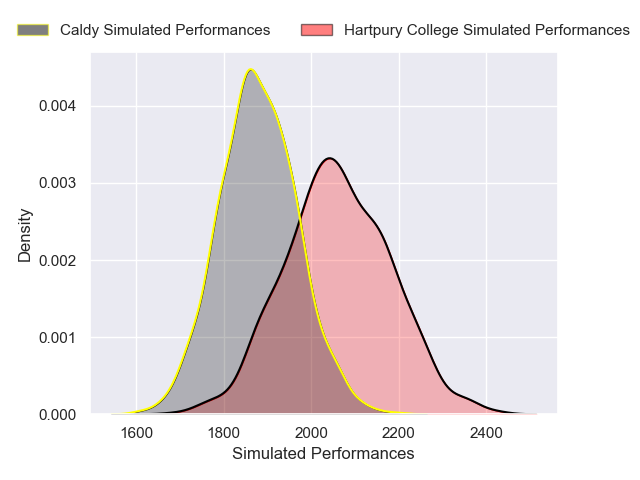 Caldy Simulated Performances Hartpury College Simulated Performances
0.004
0.003
0.002
0.001
0.000
Density
1600 1800 2000 2200 2400
Simulated Performances